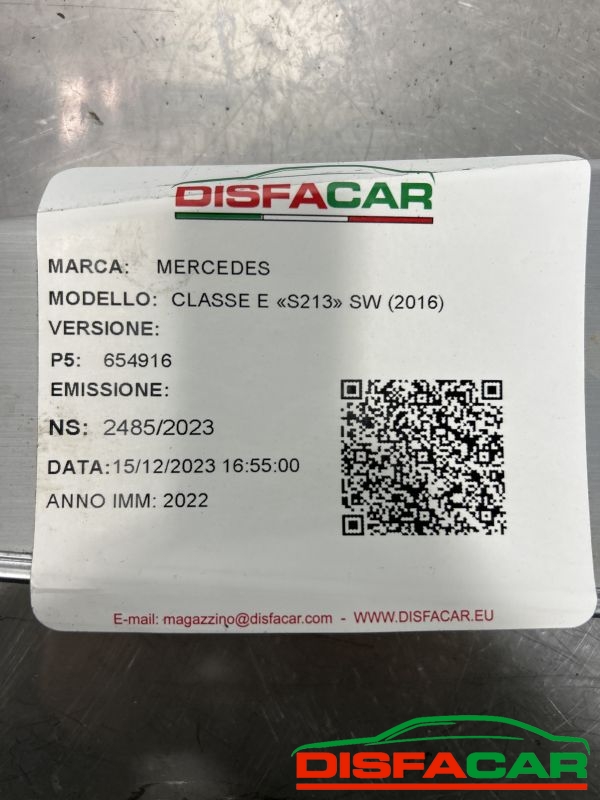 DISFACAR
MARCA: MERCEDES
MODELLO: CLASSE E «S213» SW (2016)
VERSIONE:
P5: 654916
EMISSIONE:
NS: 2485/2023
DATA:15/12/2023 16:55:00
ANNO IMM: 2022
E-mail: magazzino@disfacar.com - WWW.DISFACAR.EU
DISFACAR